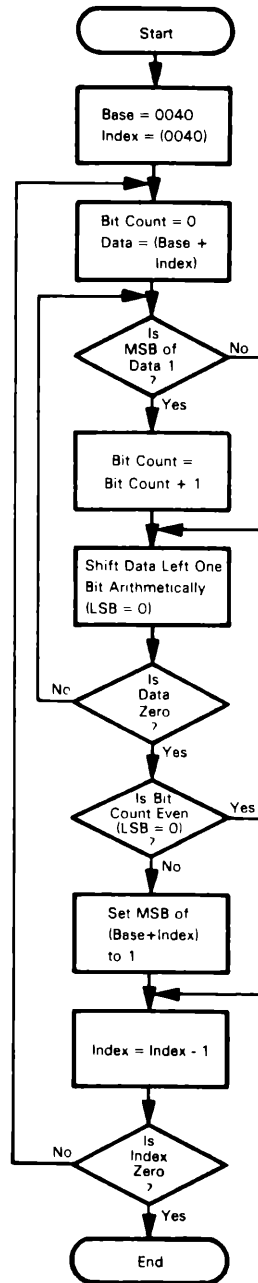 Start
Base = 0040
Index = (0040)
Bit Count = 0
Data = (Base +
Index)
Is
MSB of
Data 1
?
No
Yes
Bit Count =
Bit Count + 1
Shift Data Left One
Bit Arithmetically
(LSB = 0)
Is
Data
Zero
?
No
Yes
Is Bit
Count Even
(LSB = 0)
?
Yes
No
Set MSB of
(Base+Index)
to 1
Index = Index - 1
Is
Index
Zero
?
No
Yes
End